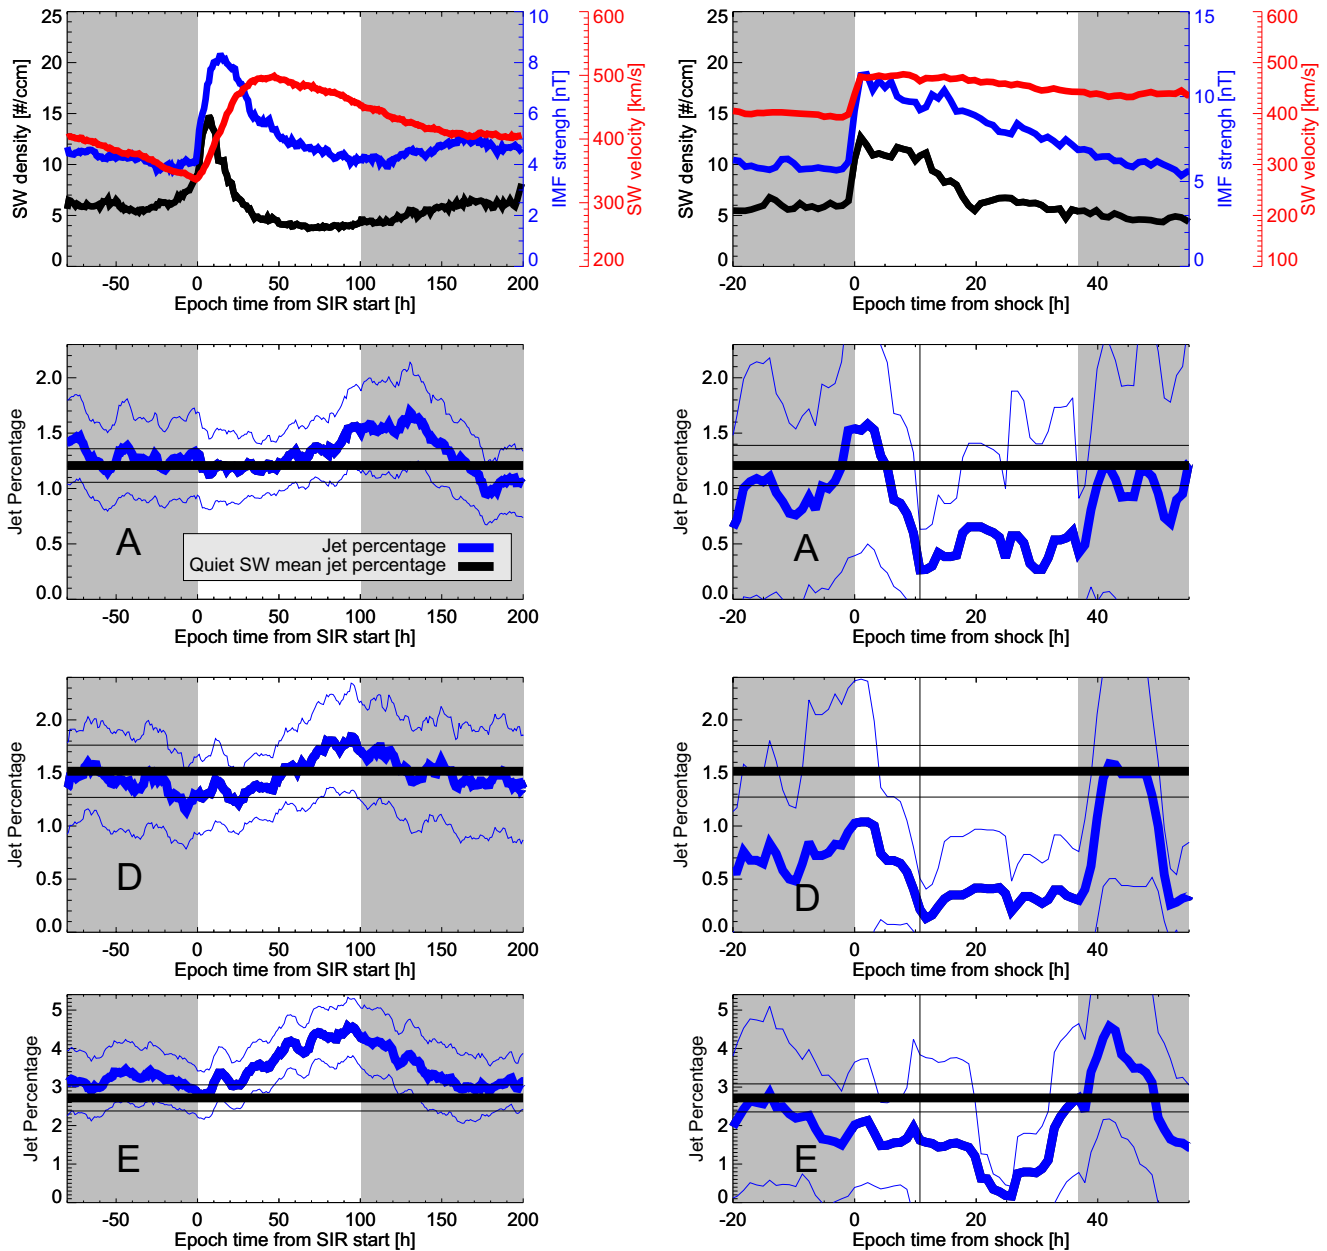 25
20
15
10
5
0
SW density [#/ccm]
10
8
6
4
2
0
IMF strengh [nT]
600
500
400
300
200
SW velocity [km/s]
-50 0 50 100 150 200
Epoch time from SIR start [h]
25
20
15
10
5
0
SW density [#/ccm]
15
10
5
0
IMF strengh [nT]
600
500
400
300
200
100
SW velocity [km/s]
-20 0 20 40
Epoch time from shock [h]
2.0
1.5
1.0
0.5
0.0
Jet Percentage
A
Jet percentage
Quiet SW mean jet percentage
-50 0 50 100 150 200
Epoch time from SIR start [h]
2.0
1.5
1.0
0.5
0.0
Jet Percentage
A
-20 0 20 40
Epoch time from shock [h]
2.0
1.5
1.0
0.5
0.0
Jet Percentage
D
-50 0 50 100 150 200
Epoch time from SIR start [h]
2.0
1.5
1.0
0.5
0.0
Jet Percentage
D
-20 0 20 40
Epoch time from shock [h]
5
4
3
2
1
0
Jet Percentage
E
-50 0 50 100 150 200
Epoch time from SIR start [h]
5
4
3
2
1
0
Jet Percentage
E
-20 0 20 40
Epoch time from shock [h]